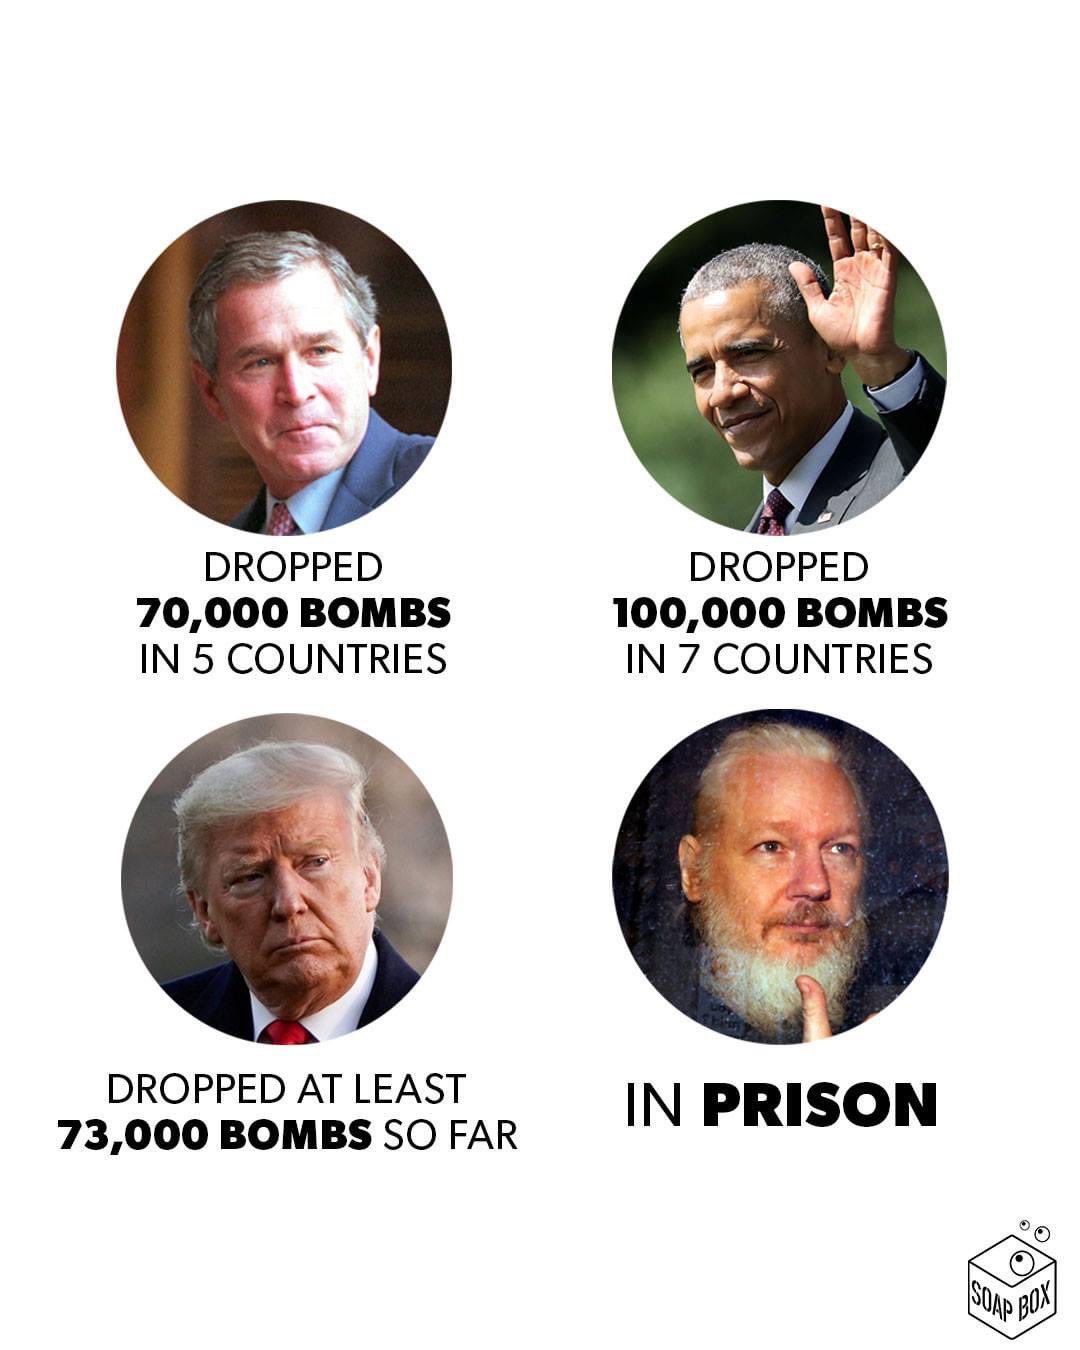 DROPPED
70,000 BOMBS
IN 5 COUNTRIES
DROPPED
100,000 BOMBS
IN 7 COUNTRIES
DROPPED AT LEAST
73,000 BOMBS SO FAR
IN PRISON
SOAP BOX